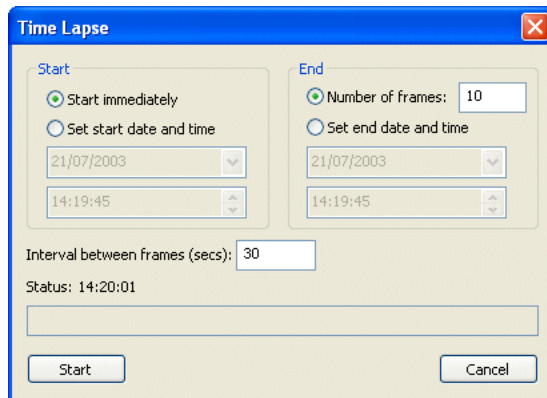 Time Lapse
Start
Start immediately
Set start date and time
21/07/2003
14:19:45
End
Number of frames: 10
Set end date and time
21/07/2003
14:19:45
Interval between frames (secs): 30
Status: 14:20:01
Start
Cancel